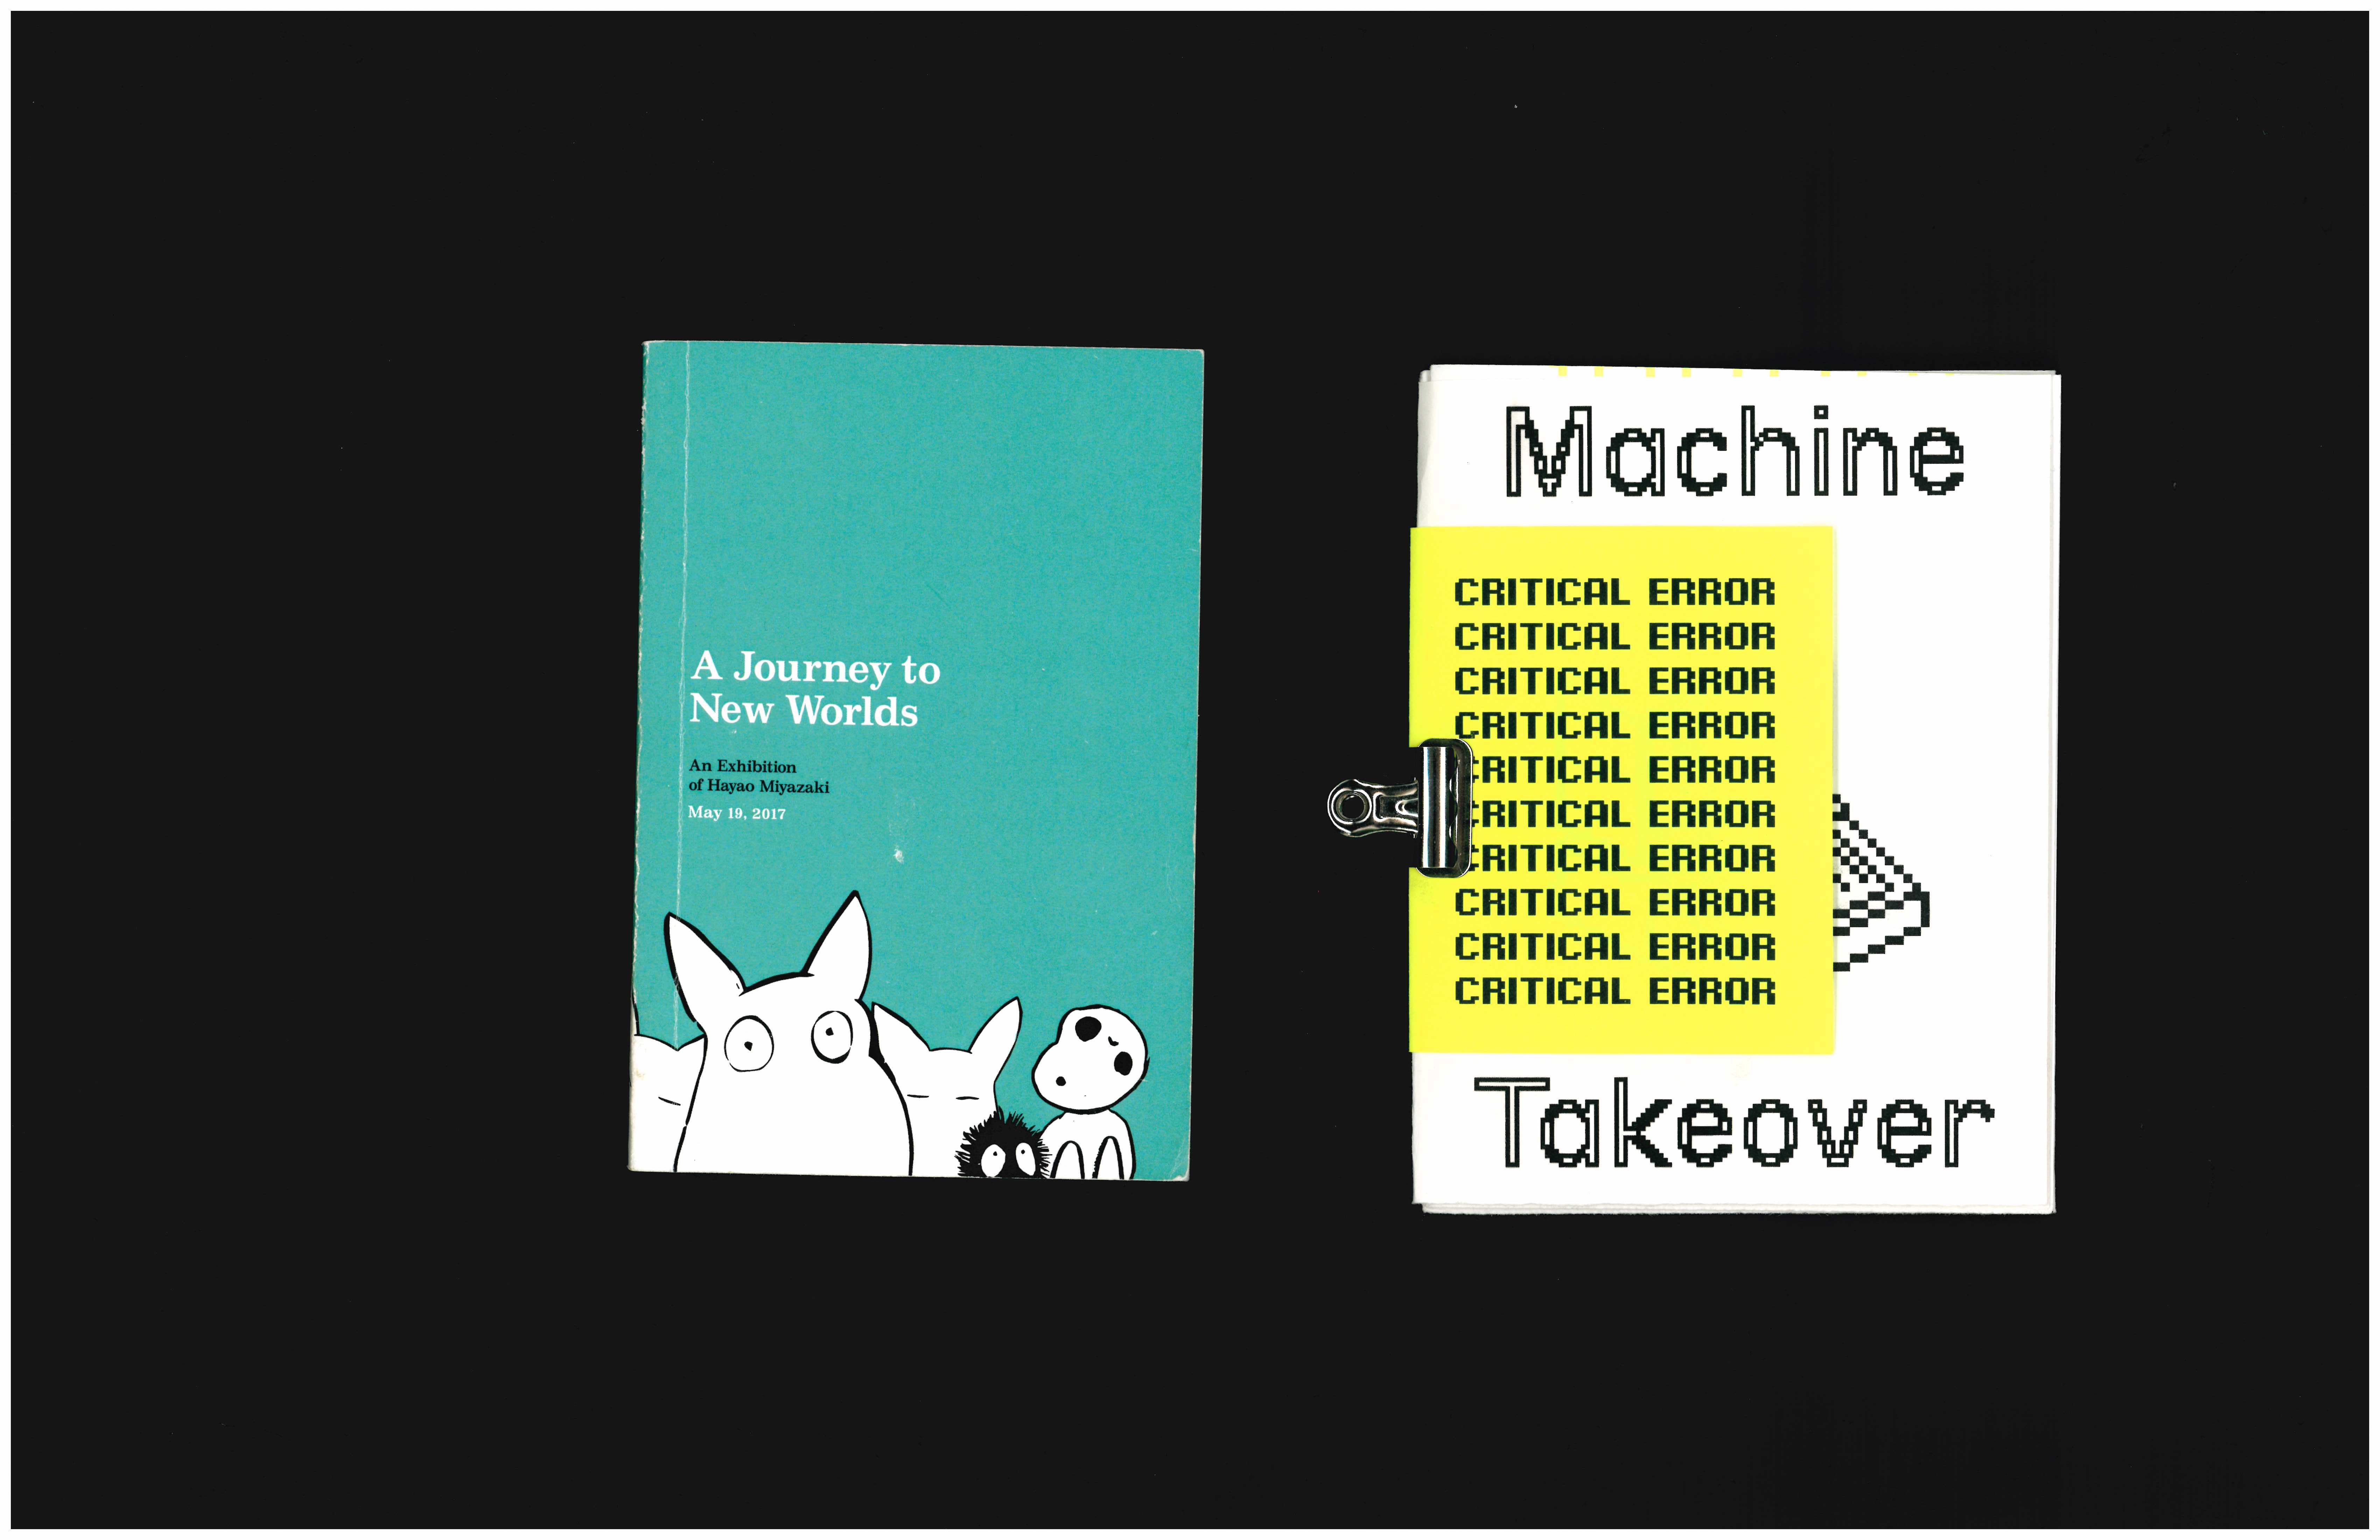 A Journey to
New Worlds
An Exhibition
of Hayao Miyazaki
May 19, 2017
Machine
CRITICAL ERROR
CRITICAL ERROR
CRITICAL ERROR
CRITICAL ERROR
CRITICAL ERROR
CRITICAL ERROR
CRITICAL ERROR
CRITICAL ERROR
CRITICAL ERROR
CRITICAL ERROR
Takeover